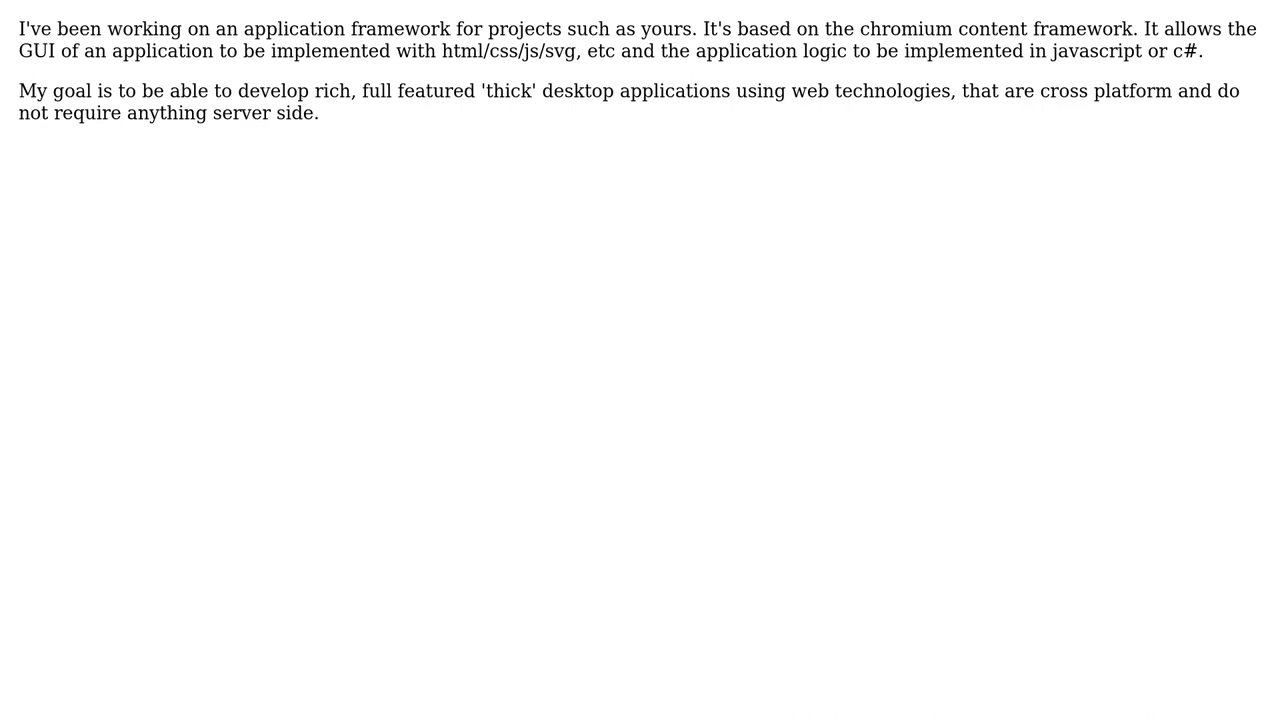 I've been working on an application framework for projects such as yours. It's based on the chromium content framework. It allows the
GUI of an application to be implemented with html/css/js/svg, etc and the application logic to be implemented in javascript or c#.
My goal is to be able to develop rich, full featured 'thick' desktop applications using web technologies, that are cross platform and do
not require anything server side.